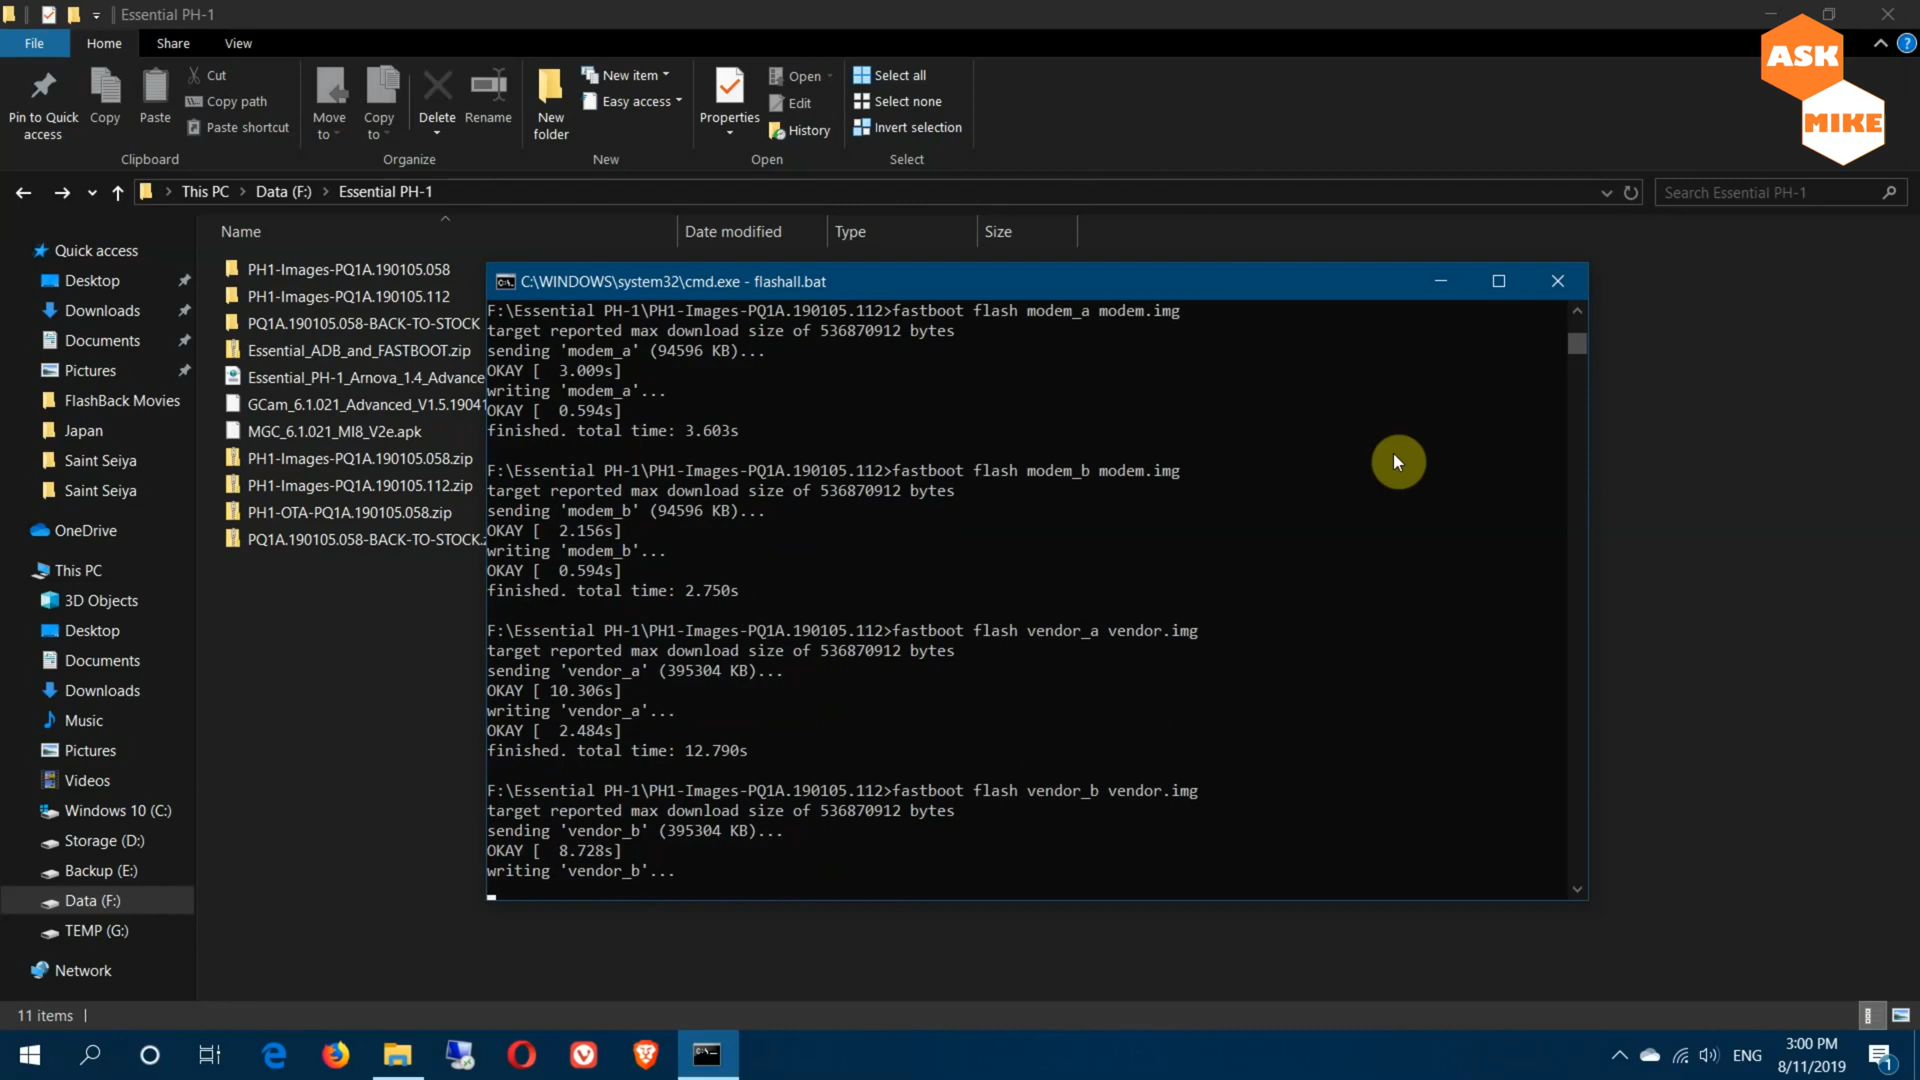 Essential PH-1
File
Home
Share
View
Pin to Quick access
Copy
Paste
Cut
Copy path
Paste shortcut
Clipboard
Move to
Copy to
Delete
Rename
Organize
New folder
New item
Easy access
New
Properties
Open
Edit
History
Open
Select all
Select none
Invert selection
Select
ASK
MIKE
This PC
Data (F:)
Essential PH-1
Search Essential PH-1
Name
Date modified
Type
Size
Quick access
Desktop
Downloads
Documents
Pictures
FlashBack Movies
Japan
Saint Seiya
Saint Seiya
OneDrive
This PC
3D Objects
Desktop
Documents
Downloads
Music
Pictures
Videos
Windows 10 (C:)
Storage (D:)
Backup (E:)
Data (F:)
TEMP (G:)
Network
PH1-Images-PQ1A.190105.058
PH1-Images-PQ1A.190105.112
PQ1A.190105.058-BACK-TO-STOCK
Essential_ADB_and_FASTBOOT.zip
Essential_PH-1_Arnova_1.4_Advance
GCam_6.1.021_Advanced_V1.5.19041
MGC_6.1.021_MI8_V2e.apk
PH1-Images-PQ1A.190105.058.zip
PH1-Images-PQ1A.190105.112.zip
PH1-OTA-PQ1A.190105.058.zip
PQ1A.190105.058-BACK-TO-STOCK.z
C:\WINDOWS\system32\cmd.exe - flashall.bat
F:\Essential PH-1\PH1-Images-PQ1A.190105.112>fastboot flash modem_a modem.img
target reported max download size of 536870912 bytes
sending 'modem_a' (94596 KB)...
OKAY [  3.009s]
writing 'modem_a'...
OKAY [  0.594s]
finished. total time: 3.603s
F:\Essential PH-1\PH1-Images-PQ1A.190105.112>fastboot flash modem_b modem.img
target reported max download size of 536870912 bytes
sending 'modem_b' (94596 KB)...
OKAY [  2.156s]
writing 'modem_b'...
OKAY [  0.594s]
finished. total time: 2.750s
F:\Essential PH-1\PH1-Images-PQ1A.190105.112>fastboot flash vendor_a vendor.img
target reported max download size of 536870912 bytes
sending 'vendor_a' (395304 KB)...
OKAY [ 10.306s]
writing 'vendor_a'...
OKAY [  2.484s]
finished. total time: 12.790s
F:\Essential PH-1\PH1-Images-PQ1A.190105.112>fastboot flash vendor_b vendor.img
target reported max download size of 536870912 bytes
sending 'vendor_b' (395304 KB)...
OKAY [  8.728s]
writing 'vendor_b'...
11 items
ENG
3:00 PM
8/11/2019
1